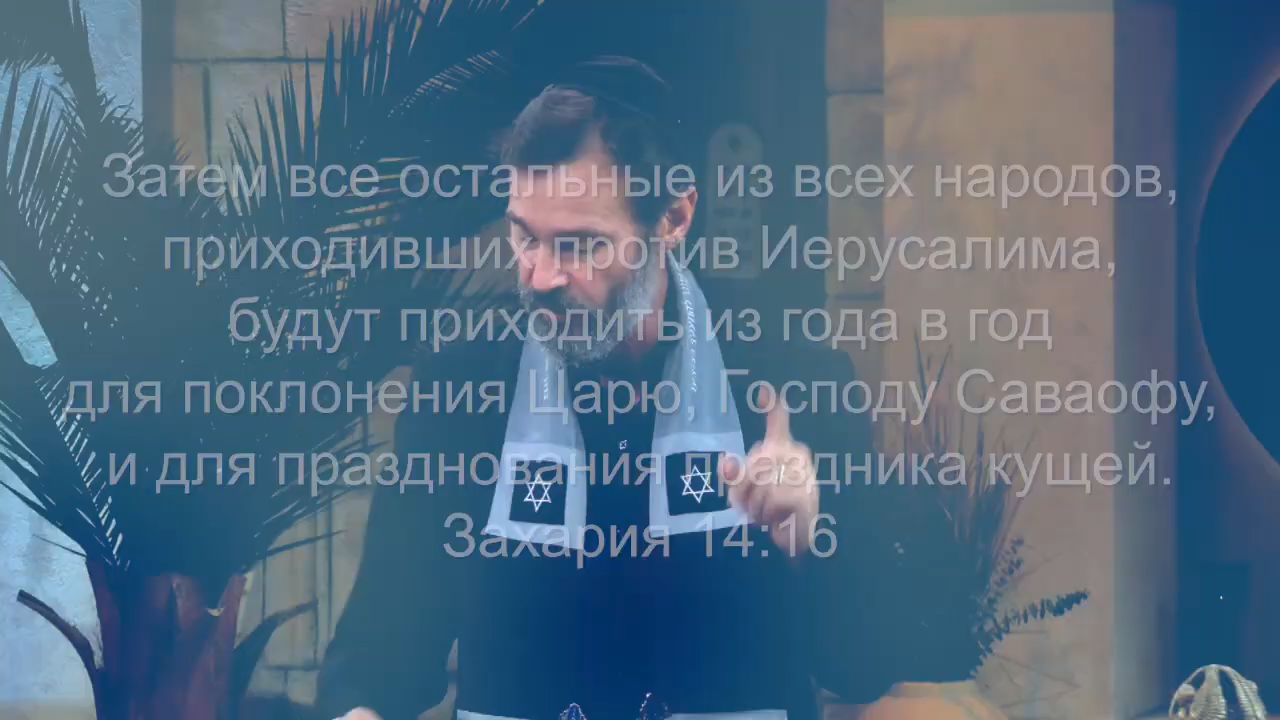 Затем все остальные из всех народов,
приходивших против Иерусалима,
будут приходить из года в год
для поклонения Царю, Господу Саваофу,
и для празднования праздника кущей.
Захария 14:16